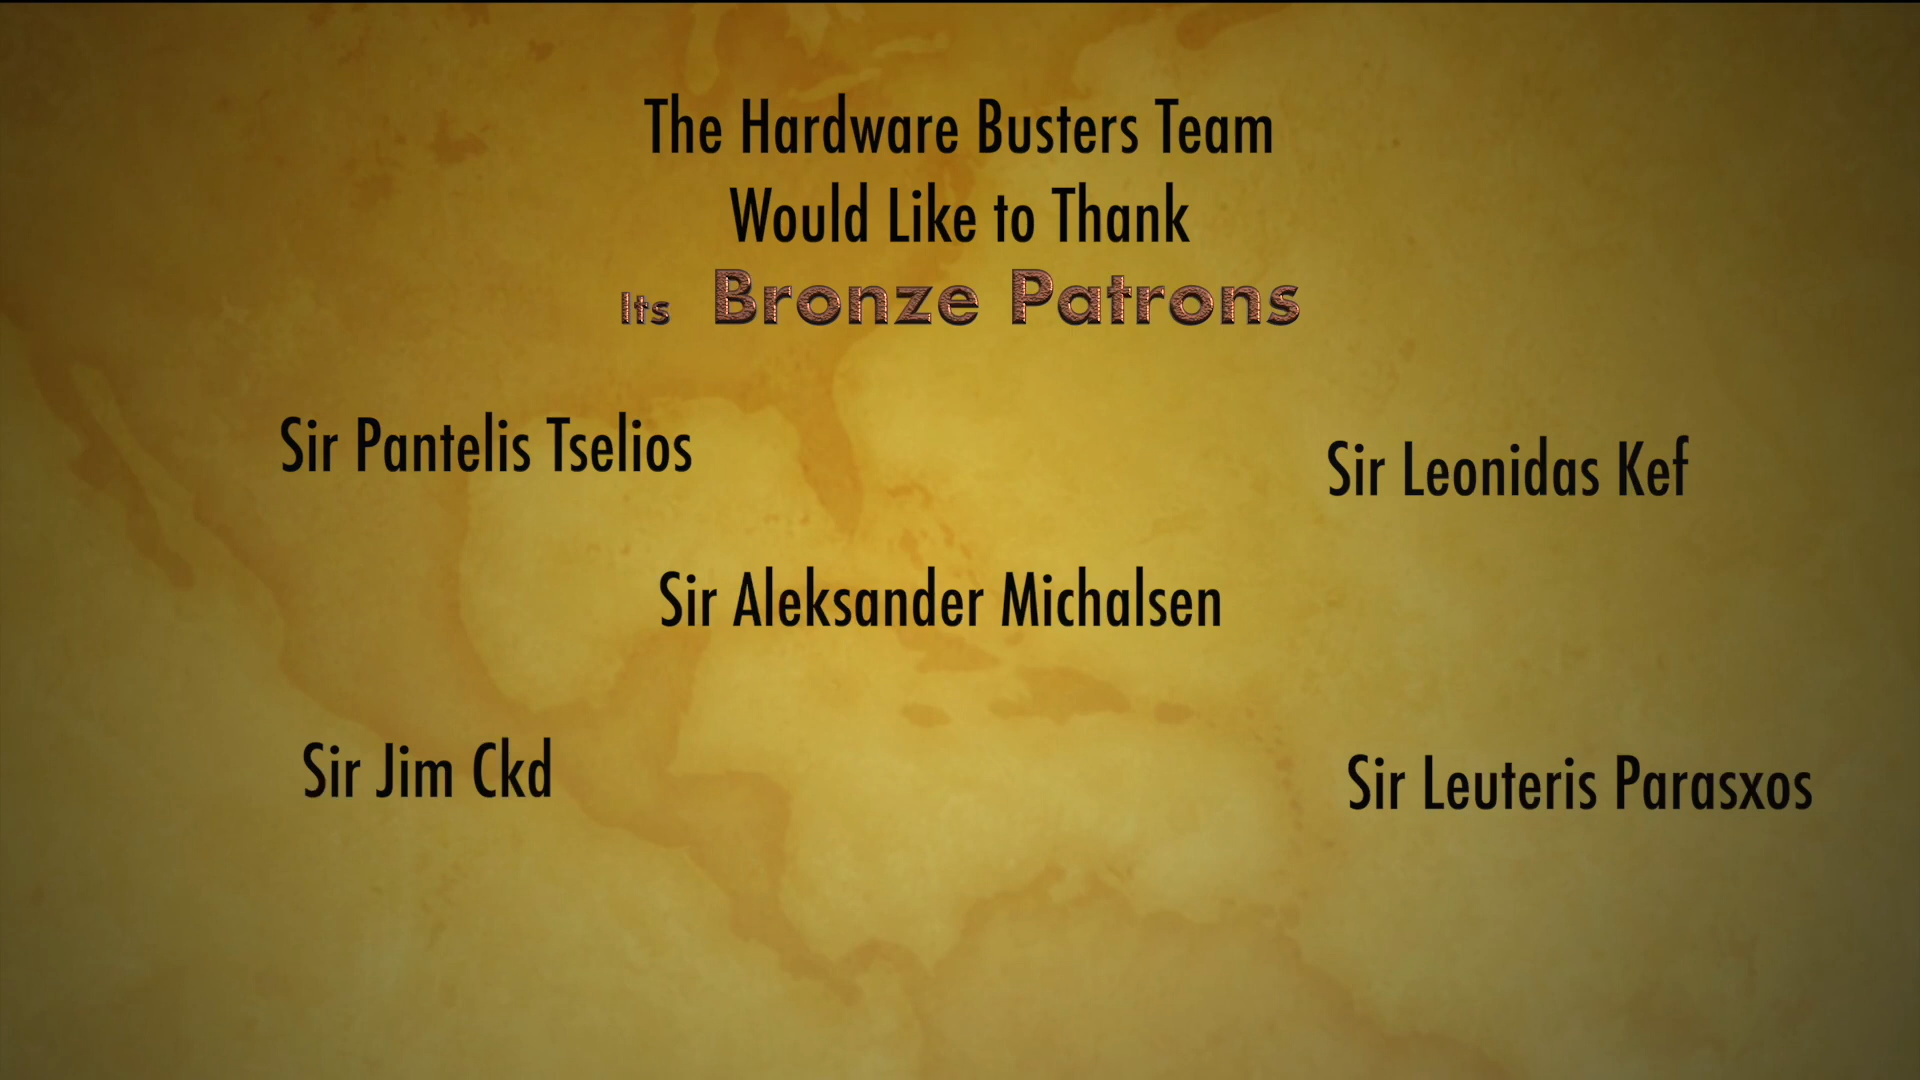 The Hardware Busters Team
Would Like to Thank
Its Bronze Patrons
Sir Pantelis Tselios
Sir Leonidas Kef
Sir Aleksander Michalsen
Sir Jim Ckd
Sir Leuteris Parasxos